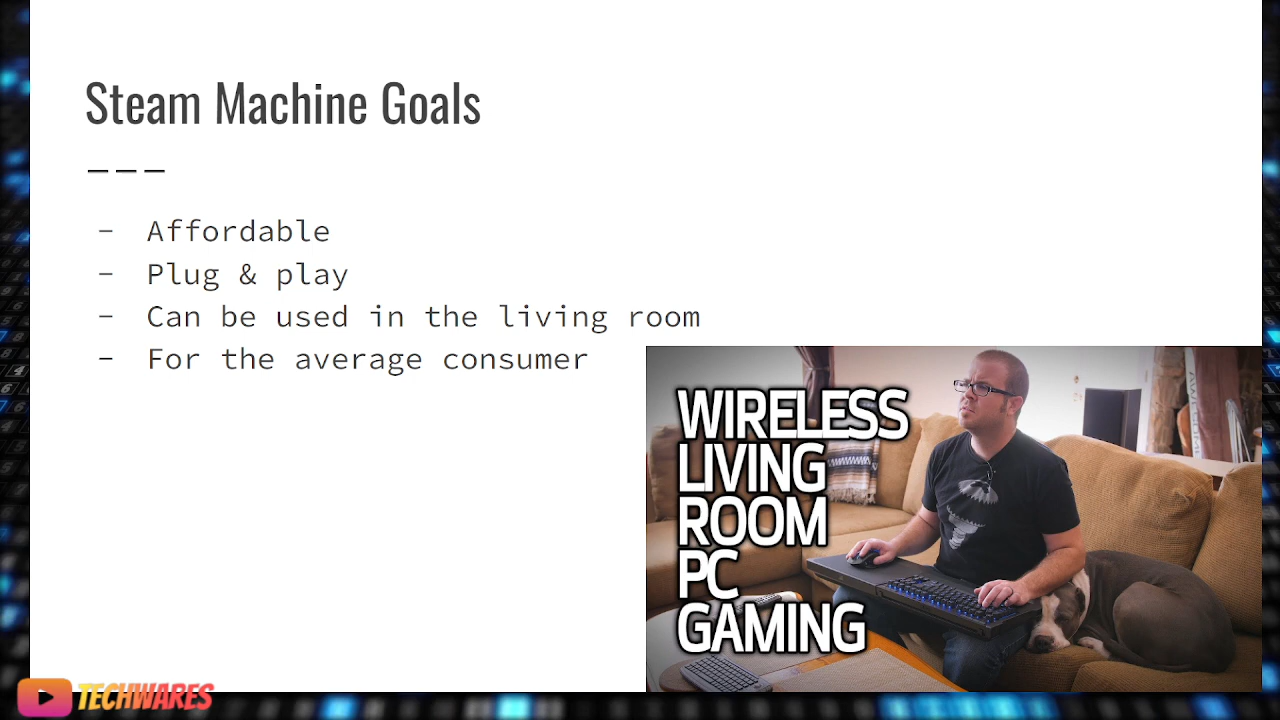 Steam Machine Goals
---
- Affordable
- Plug & play
- Can be used in the living room
- For the average consumer
WIRELESS
LIVING
ROOM
PC
GAMING
TECHWARES